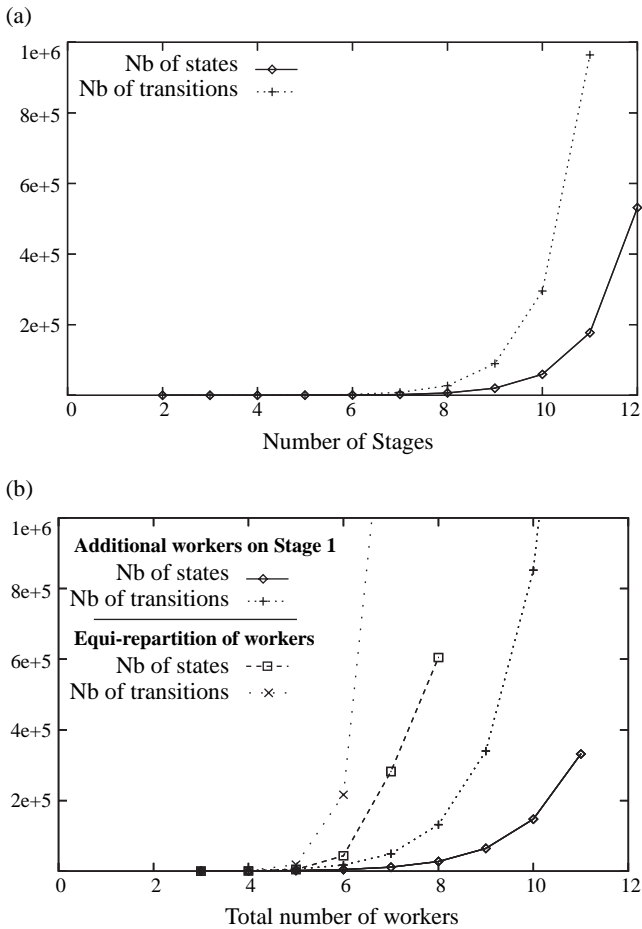 (a)
1e+6
Nb of states
Nb of transitions
8e+5
6e+5
4e+5
2e+5
0 2 4 6 8 10 12
Number of Stages
(b)
1e+6
Additional workers on Stage 1
Nb of states
8e+5
Nb of transitions
Equi-repartition of workers
6e+5
Nb of states
Nb of transitions
4e+5
2e+5
0 2 4 6 8 10 12
Total number of workers